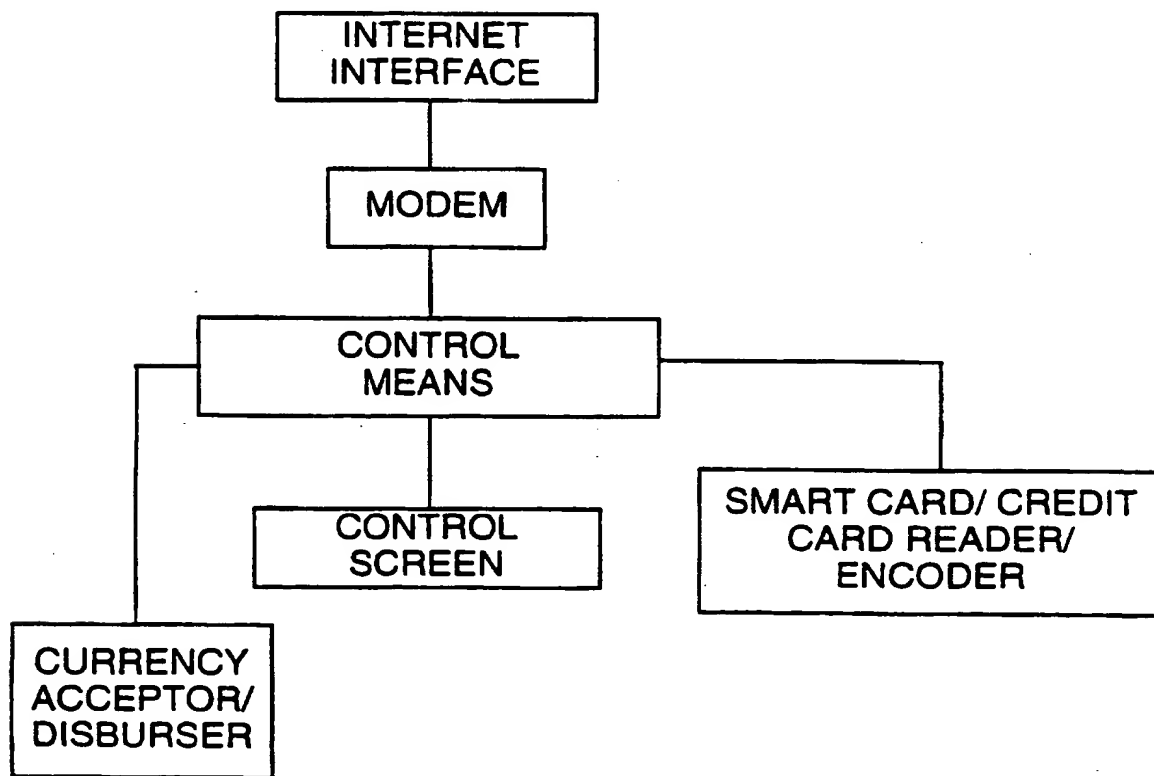 INTERNET
INTERFACE
MODEM
CONTROL
MEANS
CONTROL
SCREEN
SMART CARD/ CREDIT
CARD READER/
ENCODER
CURRENCY
ACCEPTOR/
DISBURSER